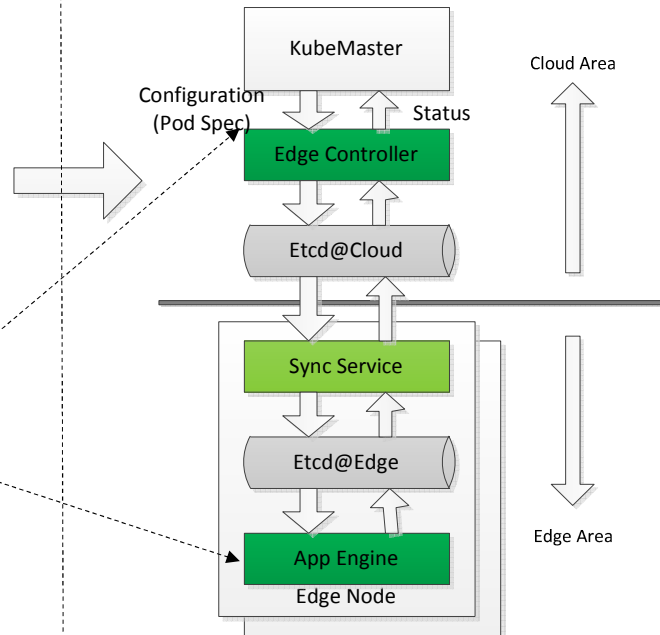 KubeMaster
Cloud Area
Configuration
(Pod Spec)
Status
Edge Controller
Etcd@Cloud
Sync Service
Etcd@Edge
Edge Area
App Engine
Edge Node